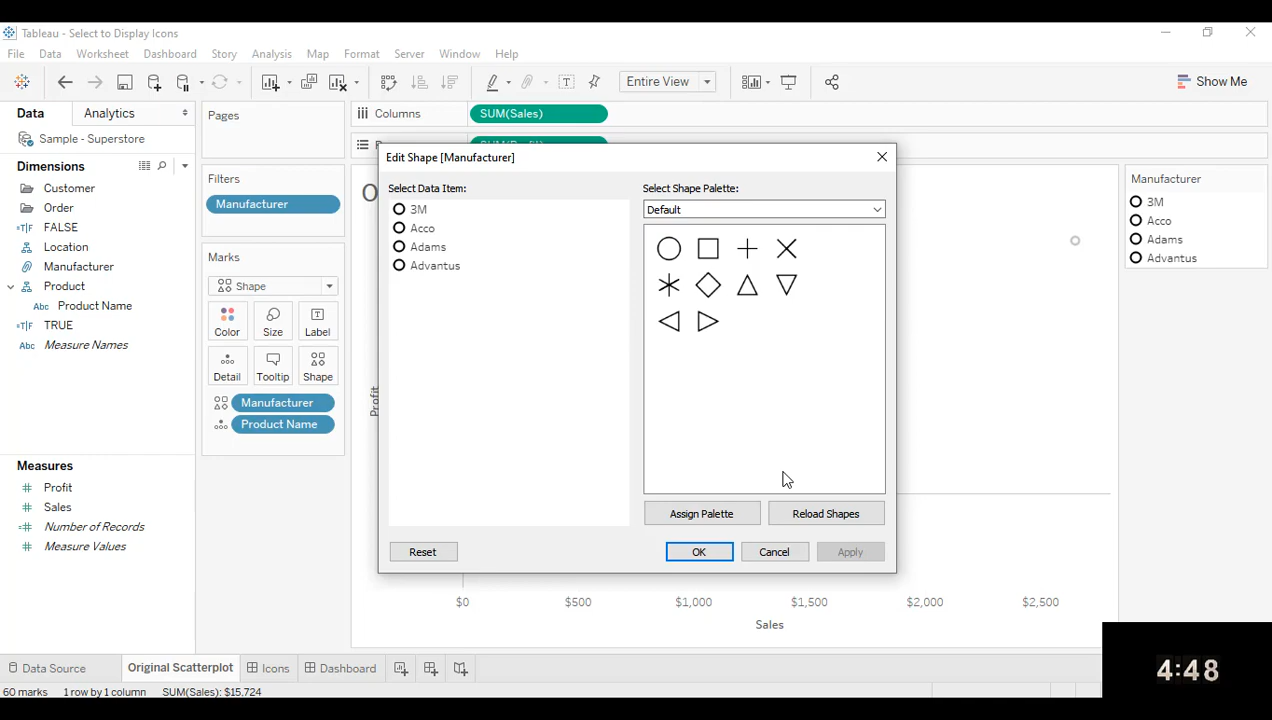 Tableau - Select to Display Icons
File Data Worksheet Dashboard Story Analysis Map Format Server Window Help
Entire View
Show Me
Data Analytics
Sample - Superstore
Dimensions
Customer
Order
FALSE
Location
Manufacturer
Product
Abc Product Name
TRUE
Abc Measure Names
Measures
Profit
Sales
Number of Records
Measure Values
Pages
Filters
Manufacturer
Marks
Shape
Color Size Label
Detail Tooltip Shape
Manufacturer
Product Name
Columns SUM(Sales)
Edit Shape [Manufacturer]
Select Data Item:
3M
Acco
Adams
Advantus
Select Shape Palette:
Default
Assign Palette Reload Shapes
Reset OK Cancel Apply
Profit
$0 $500 $1,000 $1,500 $2,000 $2,500
Sales
Manufacturer
3M
Acco
Adams
Advantus
Data Source Original Scatterplot Icons Dashboard
60 marks 1 row by 1 column SUM(Sales): $15,724
4:48